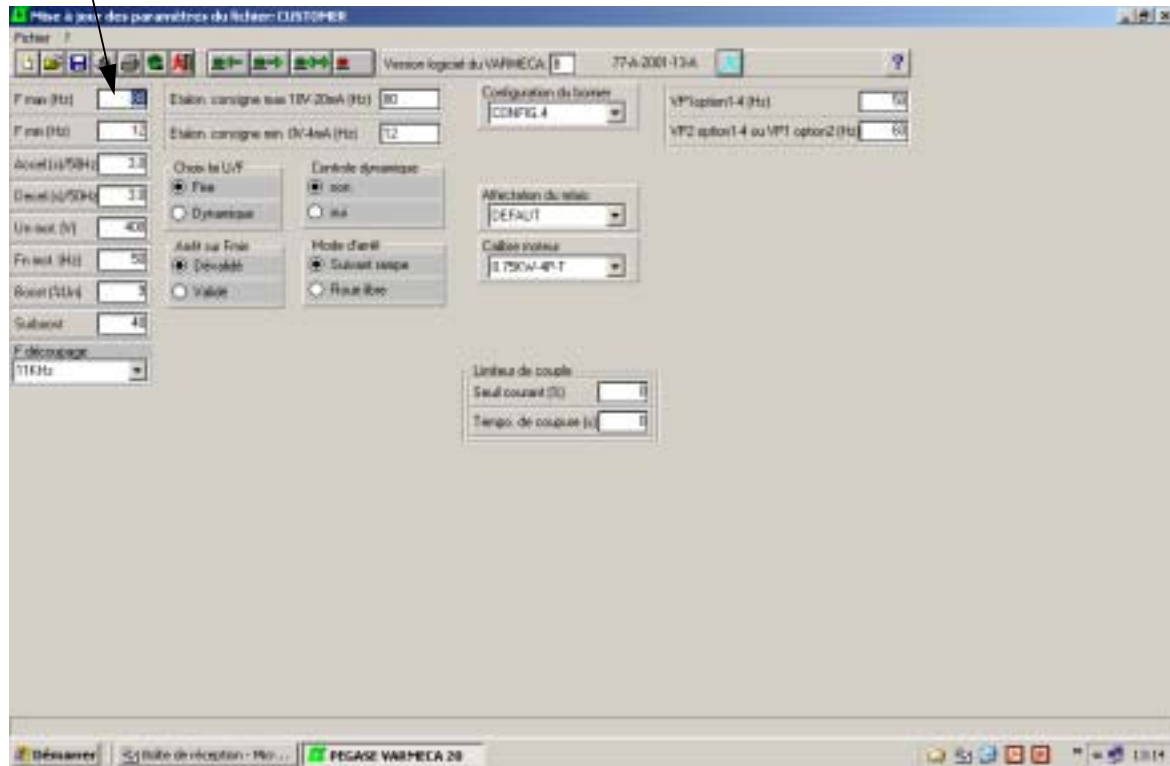 Mise à jour des paramètres du fichier: CUSTOMER
Fichier ?
Version logiciel du VARMECA 8 77-A-2001-13-A ?
F max (Hz) 80
F min (Hz) 12
Accel (s)/50Hz 3.0
Decel (s)/50Hz 3.0
Un mot. (V) 400
Fn mot. (Hz) 50
Boost (%Un) 3
Surboost 40
F découpage
11KHz
Etalon. consigne max 10V-20mA (Hz) 80
Etalon. consigne min 0V-4mA (Hz) 12
Choix loi U/F
Fixe
Dynamique
Controle dynamique
non
oui
Arrêt sur Fmin
Dévalidé
Validé
Mode d'arrêt
Suivant rampe
Roue libre
Configuration du bornier
CONFIG.4
Affectation du relais
DEFAUT
Calibre moteur
0.75KW-4P-T
VP1option1-4 (Hz) 50
VP2 option1-4 ou VP1 option2 (Hz) 60
Limiteur de couple
Seuil courant (%) 0
Tempo. de coupure (s) 0
Démarrer
Boîte de réception - Micr...
PEGASE VARMECA 20